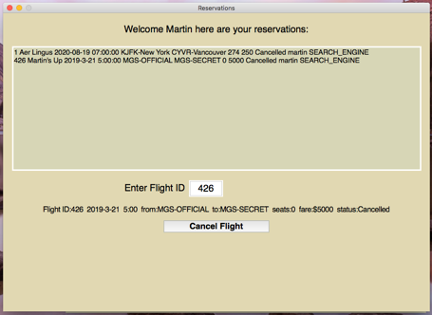 Reservations
Welcome Martin here are your reservations:
1 Aer Lingus 2020-08-19 07:00:00 KJFK-New York CYVR-Vancouver 274 250 Cancelled martin SEARCH_ENGINE
426 Martin's Up 2019-3-21 5:00:00 MGS-OFFICIAL MGS-SECRET 0 5000 Cancelled martin SEARCH_ENGINE
Enter Flight ID 426
Flight ID:426 2019-3-21 5:00 from:MGS-OFFICIAL to:MGS-SECRET seats:0 fare:$5000 status:Cancelled
Cancel Flight